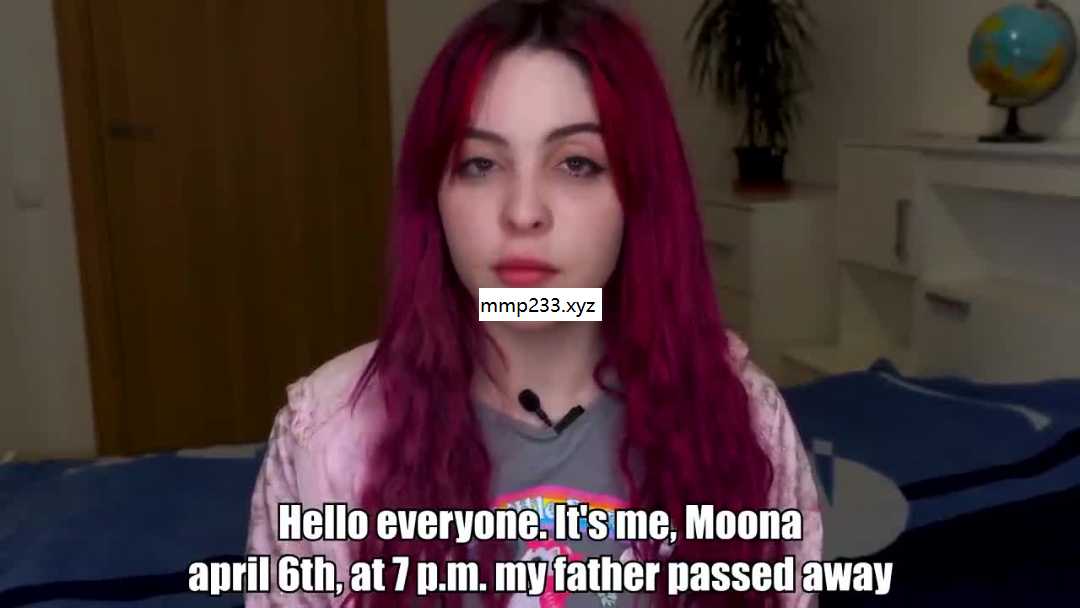 mmp233.xyz
Hello everyone. It's me, Moona
april 6th, at 7 p.m. my father passed away